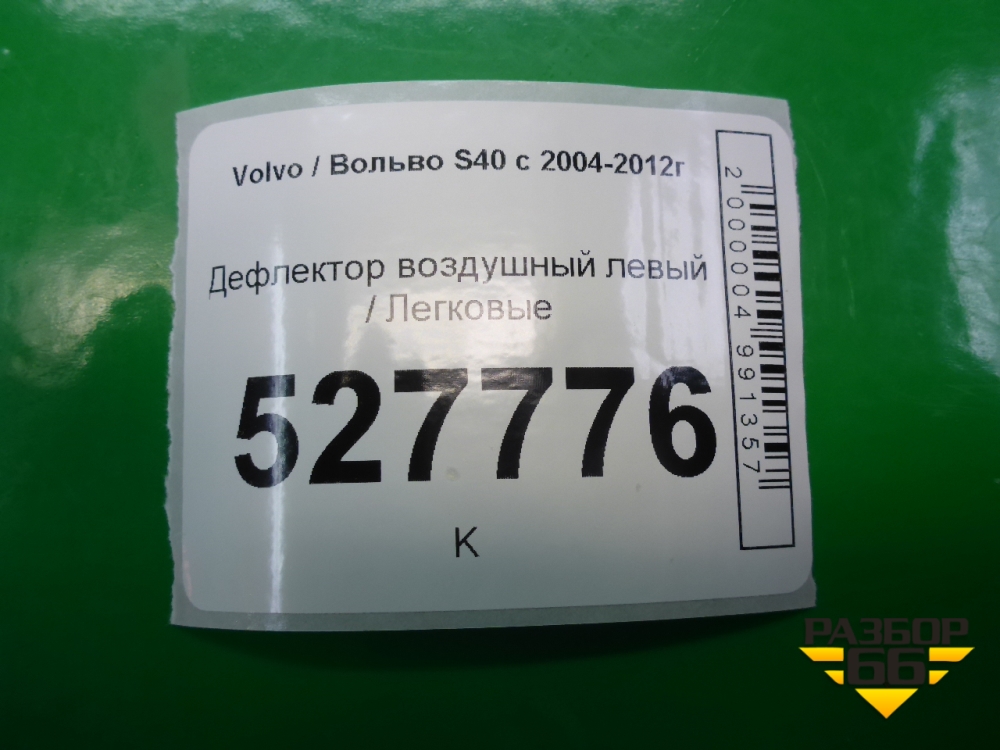 Volvo / Вольво S40 с 2004-2012г
Дефлектор воздушный левый
/ Легковые
527776
К
2000004991357
РАЗБОР
66